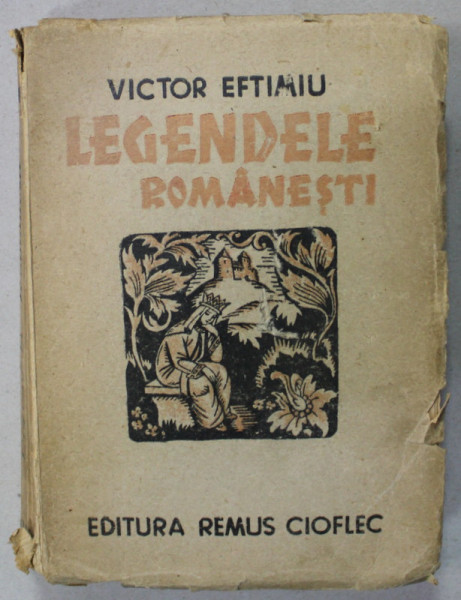 VICTOR EFTIMIU
LEGENDELE
ROMÂNEȘTI
EDITURA REMUS CIOFLEC